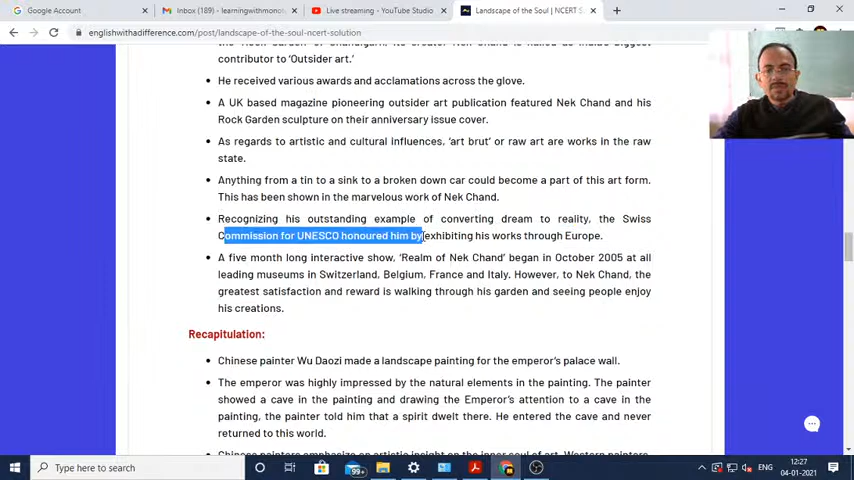 Google Account
Inbox (189) - learningwithmonot
Live streaming - YouTube Studio
Landscape of the Soul | NCERT S
englishwithadifference.com/post/landscape-of-the-soul-ncert-solution
contributor to 'Outsider art.'
He received various awards and acclamations across the glove.
A UK based magazine pioneering outsider art publication featured Nek Chand and his
Rock Garden sculpture on their anniversary issue cover.
As regards to artistic and cultural influences, 'art brut' or raw art are works in the raw
state.
Anything from a tin to a sink to a broken down car could become a part of this art form.
This has been shown in the marvelous work of Nek Chand.
Recognizing his outstanding example of converting dream to reality, the Swiss
Commission for UNESCO honoured him by exhibiting his works through Europe.
A five month long interactive show, 'Realm of Nek Chand' began in October 2005 at all
leading museums in Switzerland, Belgium, France and Italy. However, to Nek Chand, the
greatest satisfaction and reward is walking through his garden and seeing people enjoy
his creations.
Recapitulation:
Chinese painter Wu Daozi made a landscape painting for the emperor's palace wall.
The emperor was highly impressed by the natural elements in the painting. The painter
showed a cave in the painting and drawing the Emperor's attention to a cave in the
painting, the painter told him that a spirit dwelt there. He entered the cave and never
returned to this world.
Type here to search
99+
ENG
12:27
04-01-2021